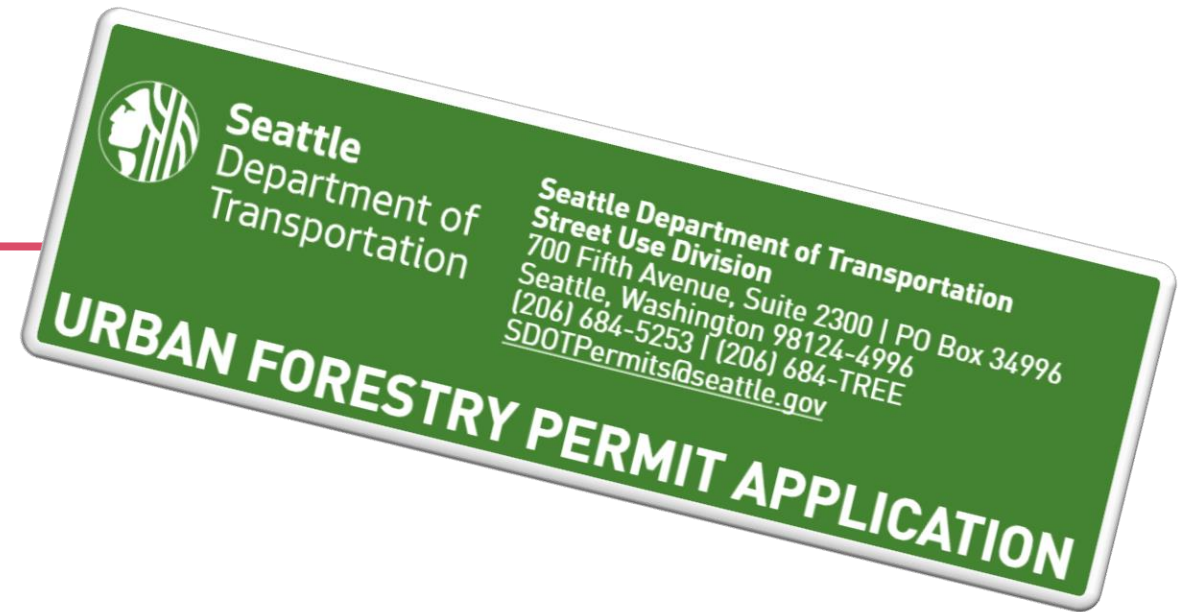 Seattle
Department of
Transportation
Seattle Department of Transportation
Street Use Division
700 Fifth Avenue, Suite 2300 | PO Box 34996
Seattle, Washington 98124-4996
(206) 684-5253 | (206) 684-TREE
SDOTPermits@seattle.gov
URBAN FORESTRY PERMIT APPLICATION